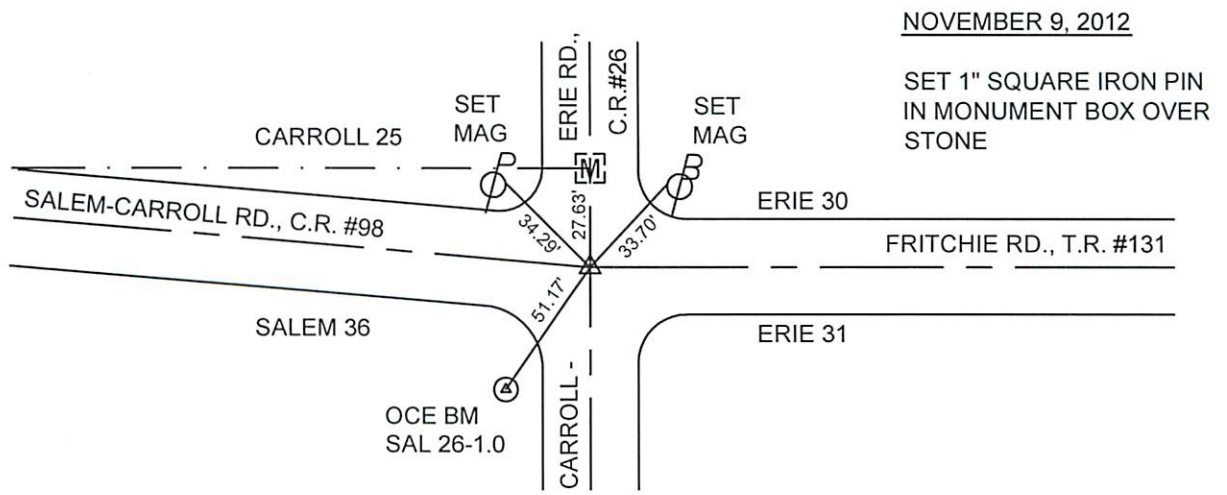 NOVEMBER 9, 2012
SET 1" SQUARE IRON PIN
IN MONUMENT BOX OVER
STONE
ERIE RD.,
C.R.#26
SET
MAG
SET
MAG
CARROLL 25
M
SALEM-CARROLL RD., C.R. #98
34.29'
27.63'
33.70'
ERIE 30
FRITCHIE RD., T.R. #131
51.17'
SALEM 36
ERIE 31
OCE BM
SAL 26-1.0
CARROLL -